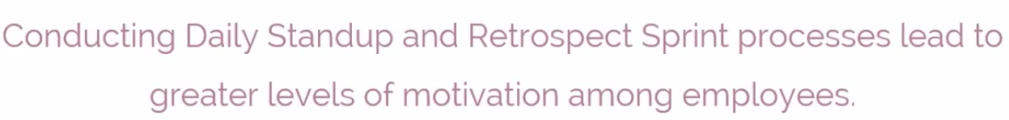 Conducting Daily Standup and Retrospect Sprint processes lead to
greater levels of motivation among employees.